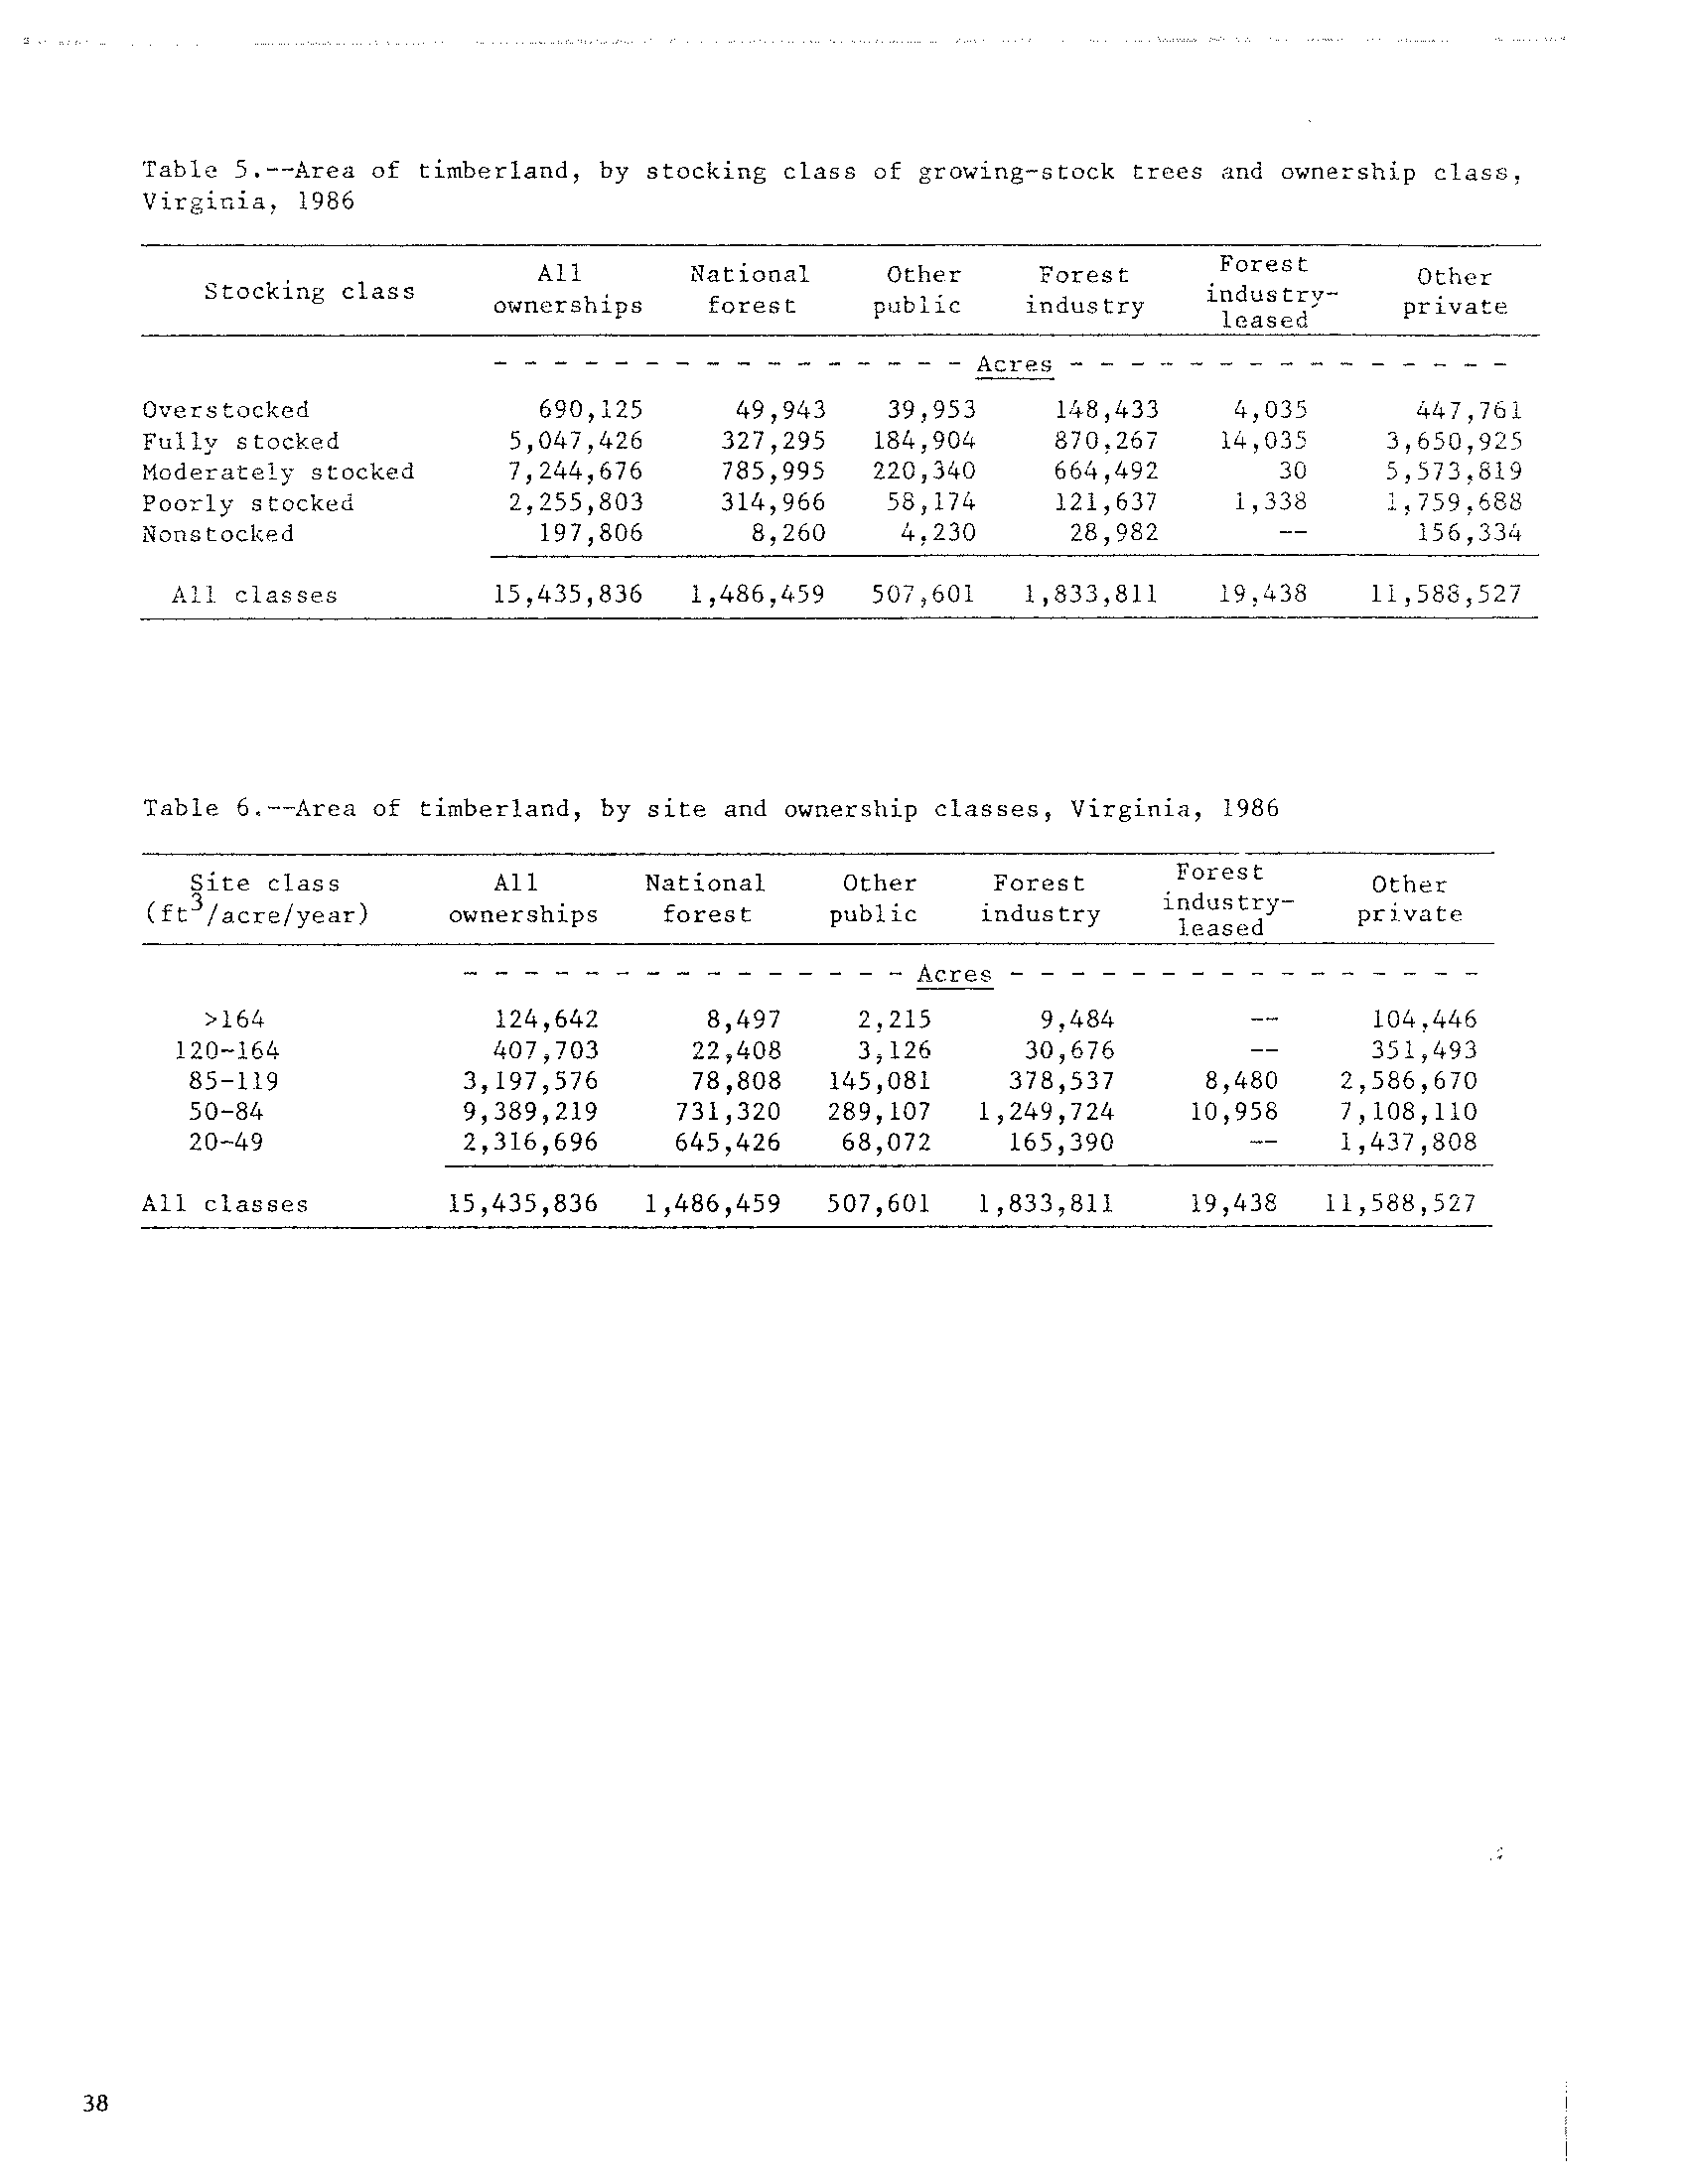 Table 5.--Area of timberland, by stocking class of growing-stock trees and ownership class,
Virginia, 1986
Stocking class All ownerships National forest Other public Forest industry Forest industry-leased Other private
Acres
Overstocked 690,125 49,943 39,953 148,433 4,035 447,761
Fully stocked 5,047,426 327,295 184,904 870,267 14,035 3,650,925
Moderately stocked 7,244,676 785,995 220,340 664,492 30 5,573,819
Poorly stocked 2,255,803 314,966 58,174 121,637 1,338 1,759,688
Nonstocked 197,806 8,260 4,230 28,982 -- 156,334
All classes 15,435,836 1,486,459 507,601 1,833,811 19,438 11,588,527
Table 6.--Area of timberland, by site and ownership classes, Virginia, 1986
Site class (ft³/acre/year) All ownerships National forest Other public Forest industry Forest industry-leased Other private
Acres
>164 124,642 8,497 2,215 9,484 -- 104,446
120-164 407,703 22,408 3,126 30,676 -- 351,493
85-119 3,197,576 78,808 145,081 378,537 8,480 2,586,670
50-84 9,389,219 731,320 289,107 1,249,724 10,958 7,108,110
20-49 2,316,696 645,426 68,072 165,390 -- 1,437,808
All classes 15,435,836 1,486,459 507,601 1,833,811 19,438 11,588,527
38